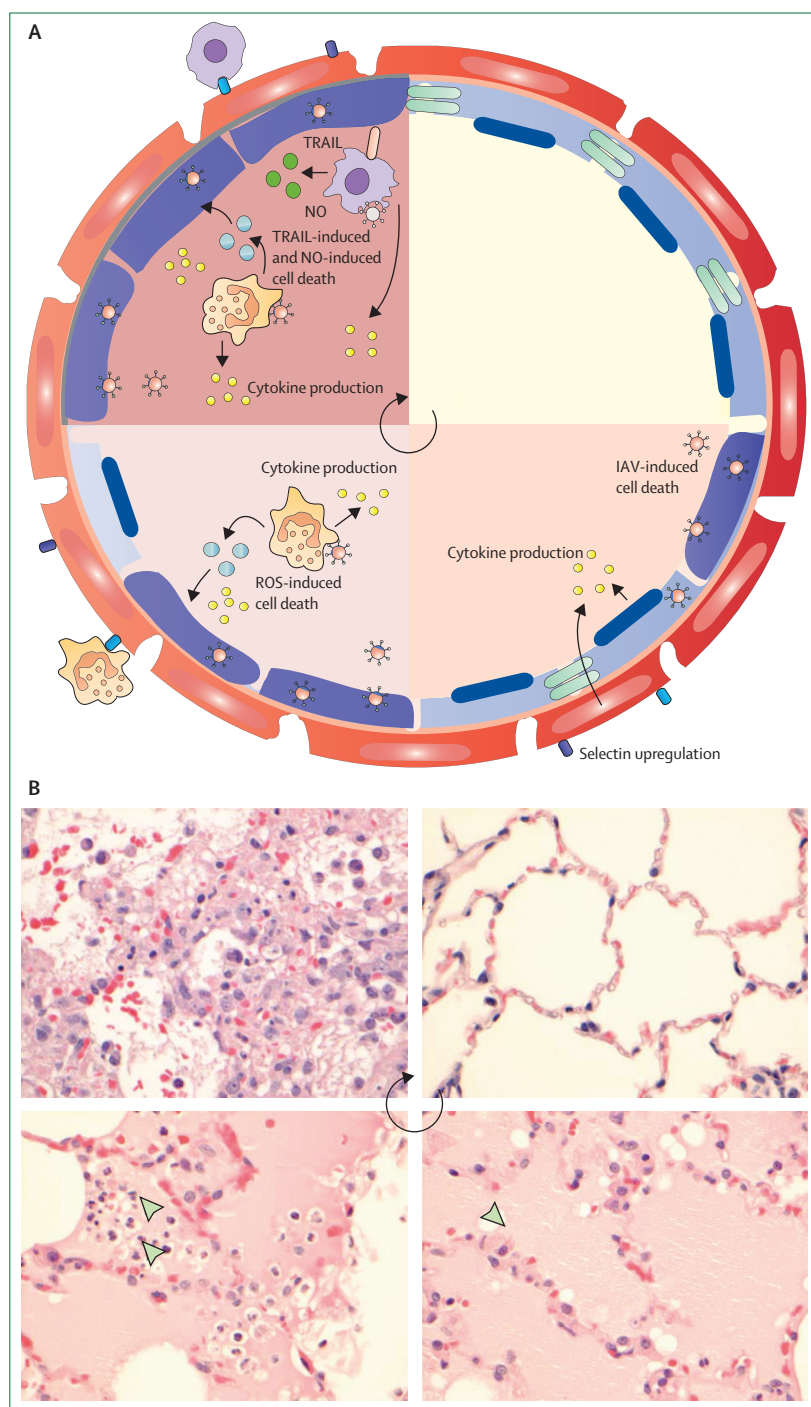 A
TRAIL
NO
TRAIL-induced
and NO-induced
cell death
Cytokine production
Cytokine production
ROS-induced
cell death
IAV-induced
cell death
Cytokine production
Selectin upregulation
B